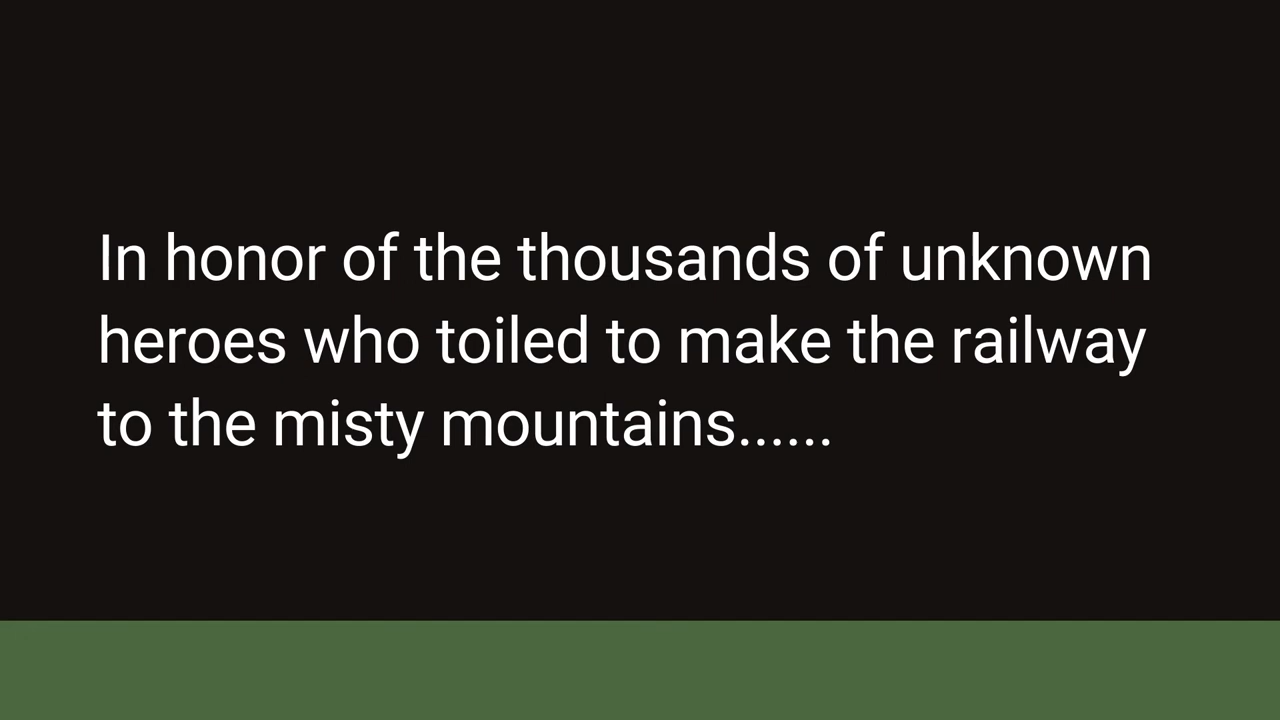 In honor of the thousands of unknown
heroes who toiled to make the railway
to the misty mountains......